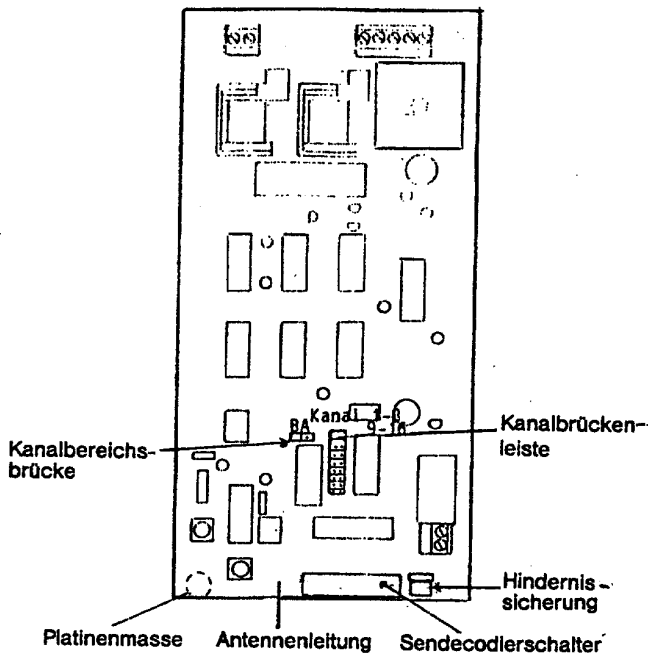 Kanal 1-8
BA 9-16
Kanalbereichs-
brücke
Kanalbrücken-
leiste
Hindernis-
sicherung
Platinenmasse
Antennenleitung
Sendecodierschalter